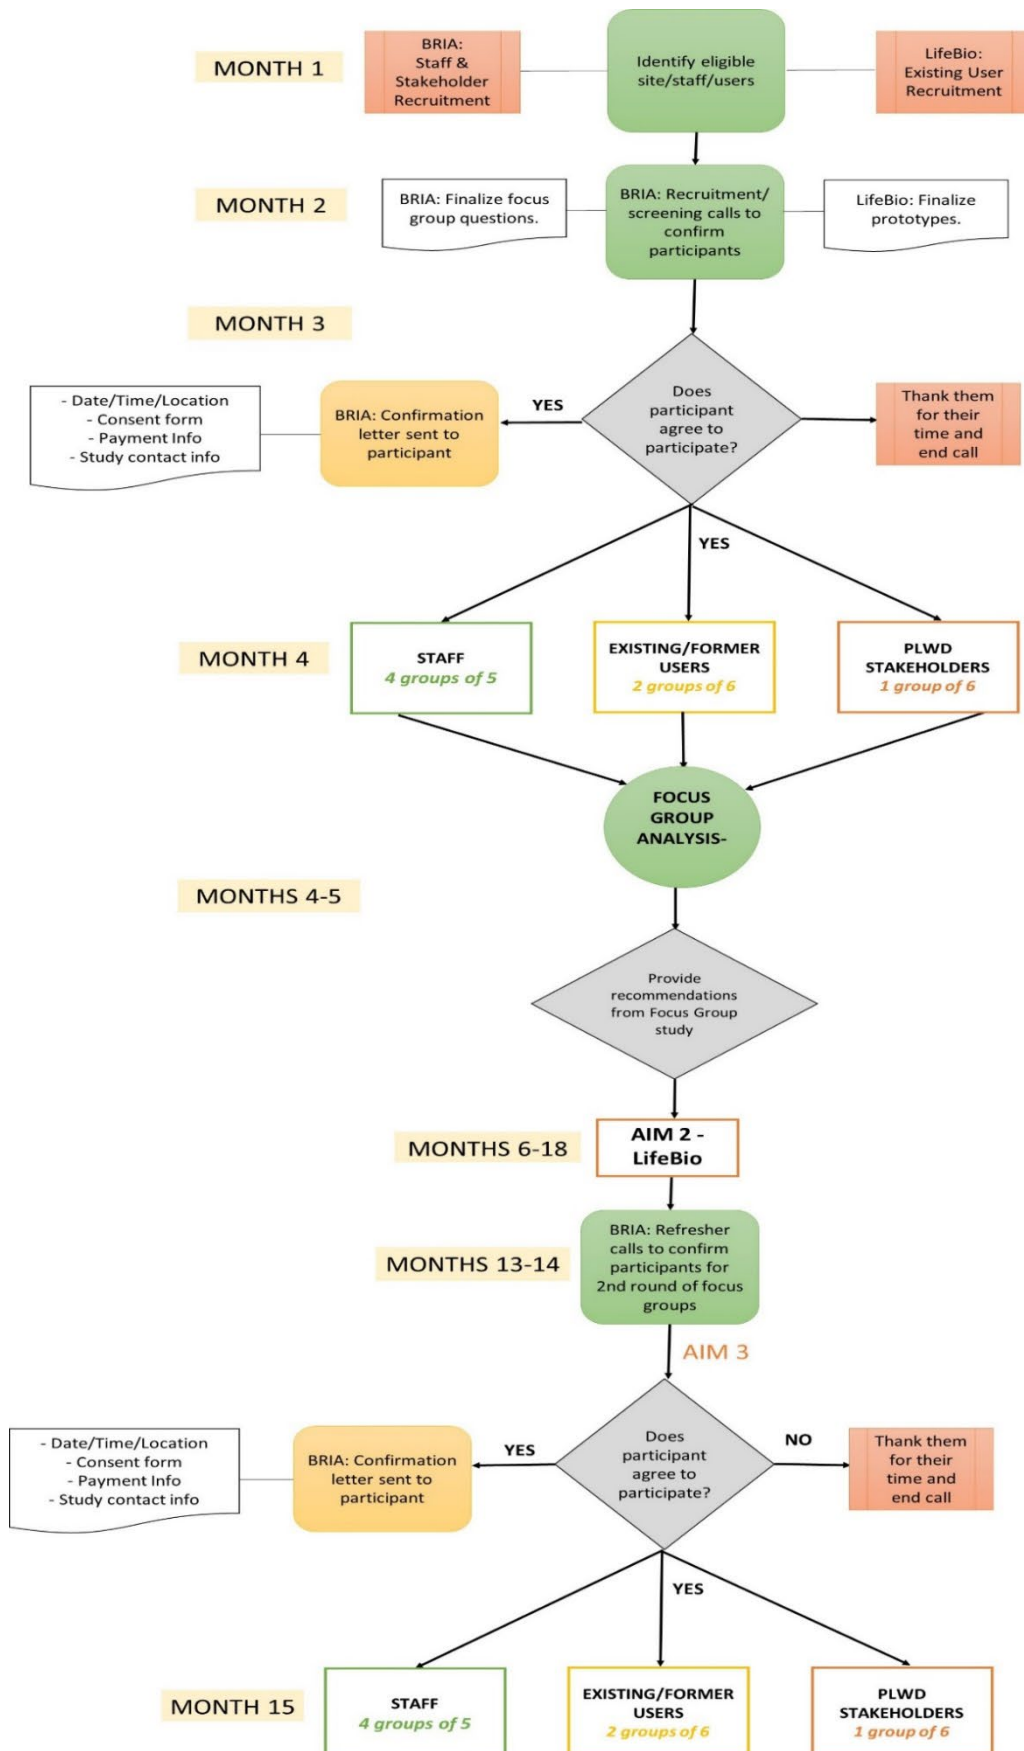 MONTH 1
BRIA:
Staff &
Stakeholder
Recruitment
Identify eligible
site/staff/users
LifeBio:
Existing User
Recruitment
MONTH 2
BRIA: Finalize focus
group questions.
BRIA: Recruitment/
screening calls to
confirm
participants
LifeBio: Finalize
prototypes.
MONTH 3
- Date/Time/Location
- Consent form
- Payment Info
- Study contact info
BRIA: Confirmation
letter sent to
participant
YES
Does
participant
agree to
participate?
Thank them
for their
time and
end call
YES
MONTH 4
STAFF
4 groups of 5
EXISTING/FORMER
USERS
2 groups of 6
PLWD
STAKEHOLDERS
1 group of 6
FOCUS
GROUP
ANALYSIS-
MONTHS 4-5
Provide
recommendations
from Focus Group
study
MONTHS 6-18
AIM 2 -
LifeBio
MONTHS 13-14
BRIA: Refresher
calls to confirm
participants for
2nd round of focus
groups
AIM 3
- Date/Time/Location
- Consent form
- Payment Info
- Study contact info
BRIA: Confirmation
letter sent to
participant
YES
Does
participant
agree to
participate?
NO
Thank them
for their
time and
end call
YES
MONTH 15
STAFF
4 groups of 5
EXISTING/FORMER
USERS
2 groups of 6
PLWD
STAKEHOLDERS
1 group of 6